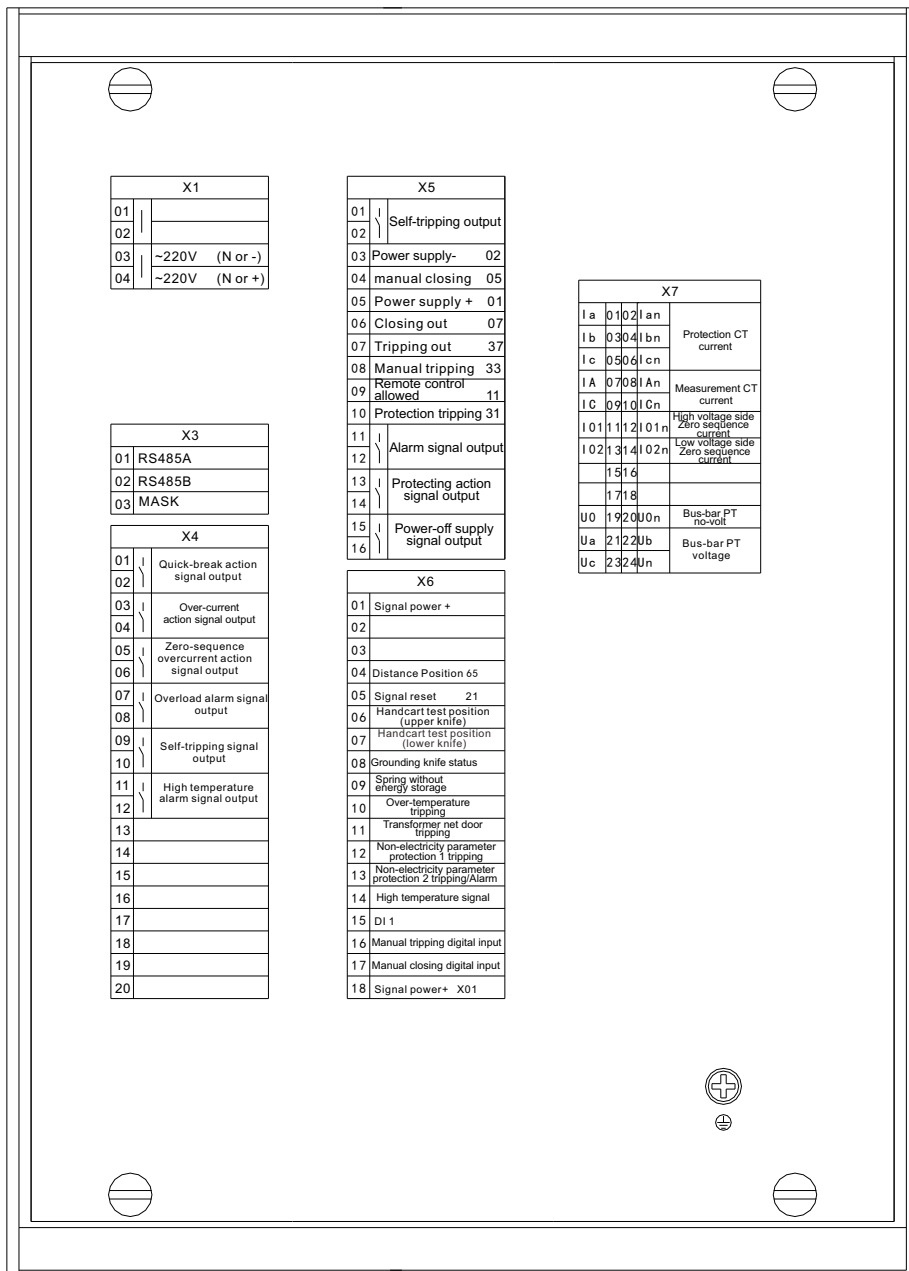 X1
01
02
03 ~220V (N or -)
04 ~220V (N or +)
X3
01 RS485A
02 RS485B
03 MASK
X4
01
02
Quick-break action
signal output
03
04
Over-current
action signal output
05
06
Zero-sequence
overcurrent action
signal output
07
08
Overload alarm signal
output
09
10
Self-tripping signal
output
11
12
High temperature
alarm signal output
13
14
15
16
17
18
19
20
X5
01
02
Self-tripping output
03 Power supply- 02
04 manual closing 05
05 Power supply + 01
06 Closing out 07
07 Tripping out 37
08 Manual tripping 33
09 Remote control
allowed 11
10 Protection tripping 31
11
12
Alarm signal output
13
14
Protecting action
signal output
15
16
Power-off supply
signal output
X6
01 Signal power +
02
03
04 Distance Position 65
05 Signal reset 21
06 Handcart test position
(upper knife)
07 Handcart test position
(lower knife)
08 Grounding knife status
09 Spring without
energy storage
10 Over-temperature
tripping
11 Transformer net door
tripping
12 Non-electricity parameter
protection 1 tripping
13 Non-electricity parameter
protection 2 tripping/Alarm
14 High temperature signal
15 DI 1
16 Manual tripping digital input
17 Manual closing digital input
18 Signal power+ X01
X7
Ia 01 02 Ian
Ib 03 04 Ibn
Ic 05 06 Icn
Protection CT
current
IA 07 08 IAn
IC 09 10 ICn
Measurement CT
current
I01 11 12 I01n
High voltage side
Zero sequence
current
I02 13 14 I02n
Low voltage side
Zero sequence
current
15 16
17 18
U0 19 20 U0n
Bus-bar PT
no-volt
Ua 21 22 Ub
Uc 23 24 Un
Bus-bar PT
voltage